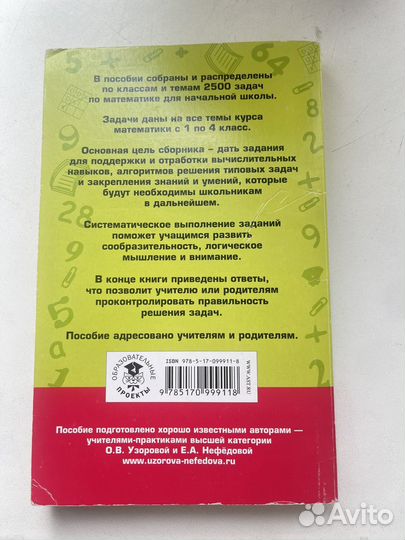 В пособии собраны и распределены
по классам и темам 2500 задач
по математике для начальной школы.
Задачи даны на все темы курса
математики с 1 по 4 класс.
Основная цель сборника – дать задания
для поддержки и отработки вычислительных
навыков, алгоритмов решения типовых задач
и закрепления знаний и умений, которые
будут необходимы школьникам
в дальнейшем.
Систематическое выполнение заданий
поможет учащимся развить
сообразительность, логическое
мышление и внимание.
В конце книги приведены ответы,
что позволит учителю или родителям
проконтролировать правильность
решения задач.
Пособие адресовано учителям и родителям.
ОБРАЗОВАТЕЛЬНЫЕ
ПРОЕКТЫ
ISBN 978-5-17-099911-8
9 785170 999118
WWW.AST.RU
Пособие подготовлено хорошо известными авторами —
учителями-практиками высшей категории
О.В. Узоровой и Е.А. Нефёдовой
www.uzorova-nefedova.ru
Avito